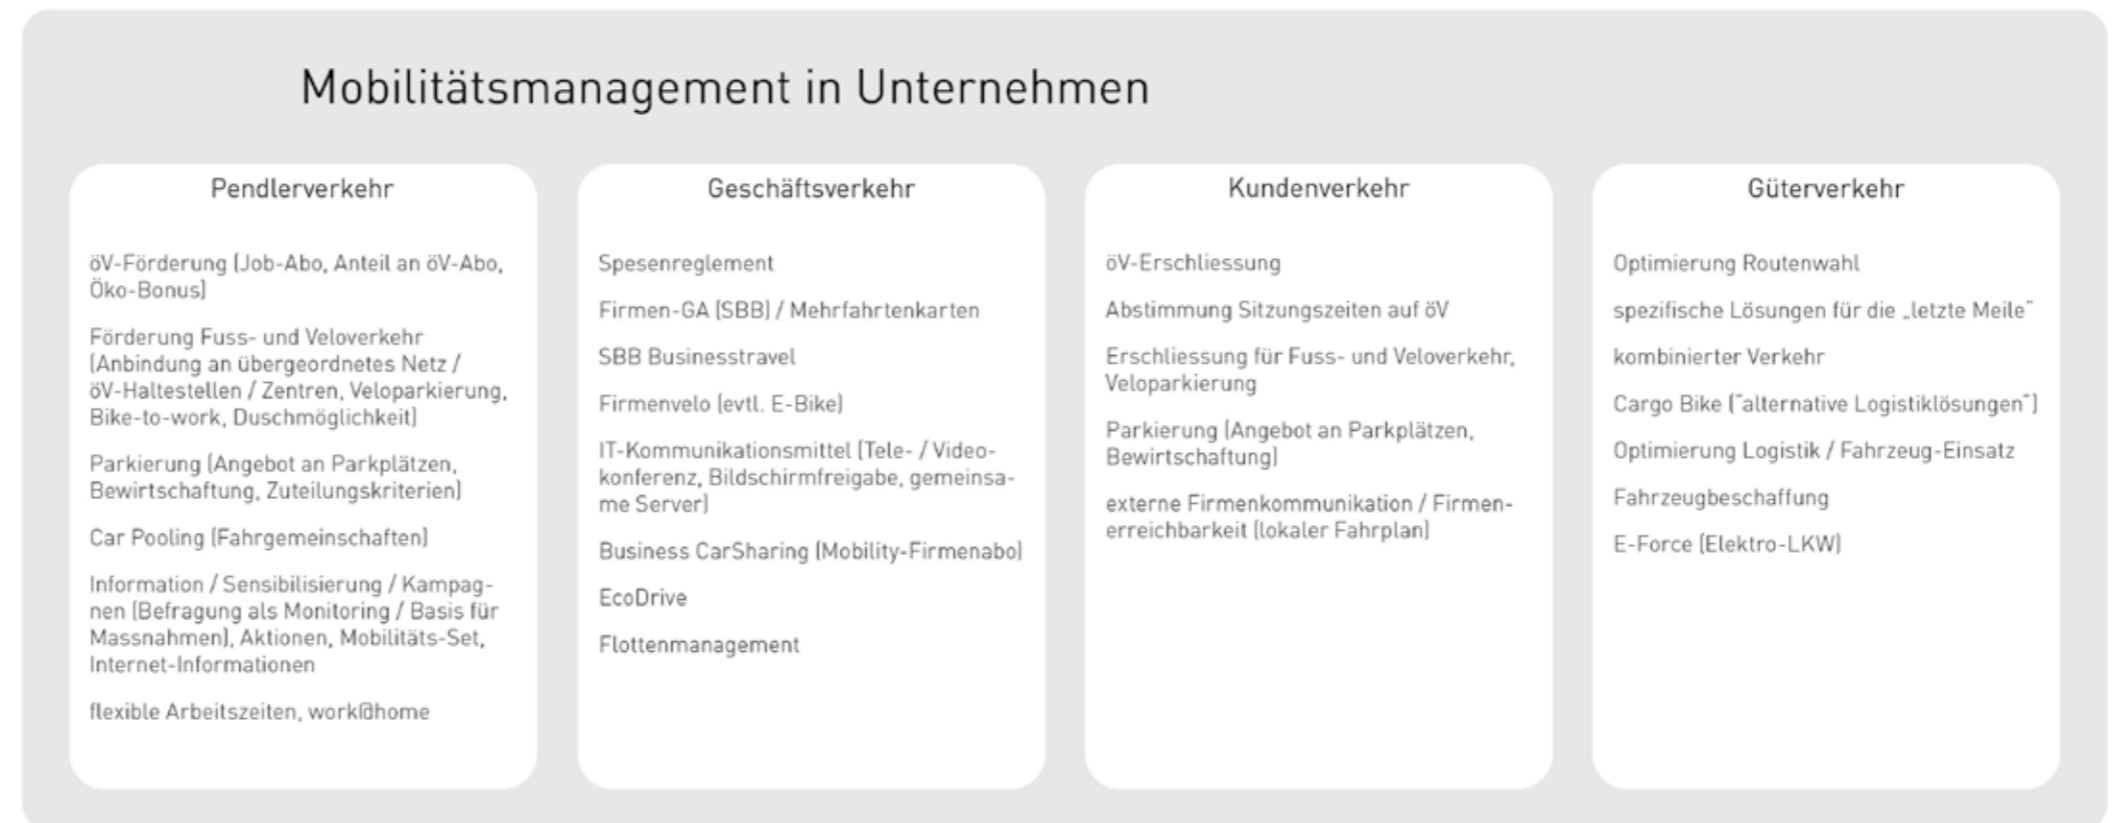 Mobilitätsmanagement in Unternehmen
Pendlerverkehr
öV-Förderung (Job-Abo, Anteil an öV-Abo,
Öko-Bonus)
Förderung Fuss- und Veloverkehr
(Anbindung an übergeordnetes Netz /
öV-Haltestellen / Zentren, Veloparkierung,
Bike-to-work, Duschmöglichkeit)
Parkierung (Angebot an Parkplätzen,
Bewirtschaftung, Zuteilungskriterien)
Car Pooling (Fahrgemeinschaften)
Information / Sensibilisierung / Kampag-
nen (Befragung als Monitoring / Basis für
Massnahmen), Aktionen, Mobilitäts-Set,
Internet-Informationen
flexible Arbeitszeiten, work@home
Geschäftsverkehr
Spesenreglement
Firmen-GA (SBB) / Mehrfahrtenkarten
SBB Businesstravel
Firmenvelo (evtl. E-Bike)
IT-Kommunikationsmittel (Tele- / Video-
konferenz, Bildschirmfreigabe, gemeinsa-
me Server)
Business CarSharing (Mobility-Firmenabo)
EcoDrive
Flottenmanagement
Kundenverkehr
öV-Erschliessung
Abstimmung Sitzungszeiten auf öV
Erschliessung für Fuss- und Veloverkehr,
Veloparkierung
Parkierung (Angebot an Parkplätzen,
Bewirtschaftung)
externe Firmenkommunikation / Firmen-
erreichbarkeit (lokaler Fahrplan)
Güterverkehr
Optimierung Routenwahl
spezifische Lösungen für die „letzte Meile"
kombinierter Verkehr
Cargo Bike ("alternative Logistiklösungen")
Optimierung Logistik / Fahrzeug-Einsatz
Fahrzeugbeschaffung
E-Force (Elektro-LKW)